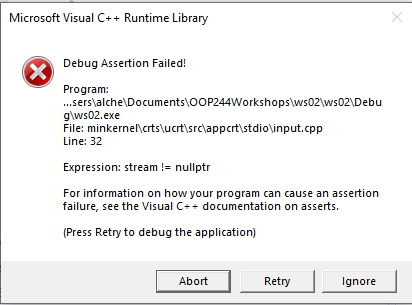 Microsoft Visual C++ Runtime Library
Debug Assertion Failed!
Program:
...sers\alche\Documents\OOP244Workshops\ws02\ws02\Debu
g\ws02.exe
File: minkernel\crts\ucrt\src\appcrt\stdio\input.cpp
Line: 32
Expression: stream != nullptr
For information on how your program can cause an assertion
failure, see the Visual C++ documentation on asserts.
(Press Retry to debug the application)
Abort
Retry
Ignore